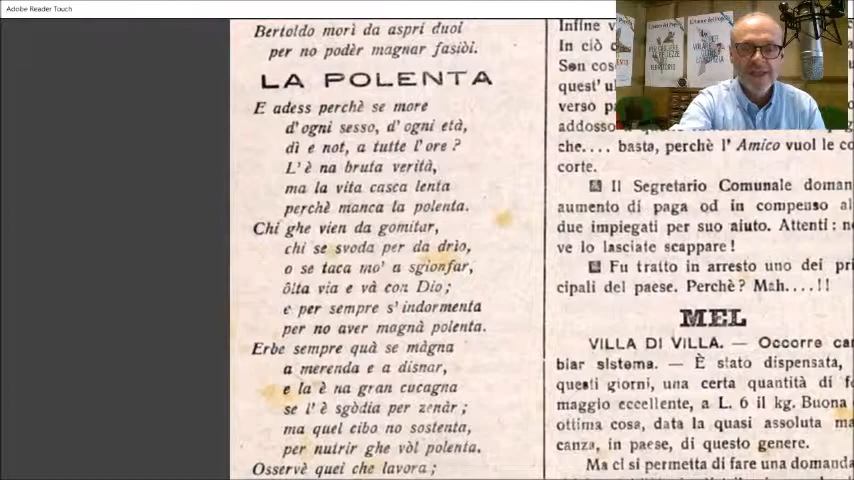 Adobe Reader Touch
Bertoldo morì da aspri duoi
per no podèr magnar fasiòi.
LA POLENTA
E adess perchè se more
d'ogni sesso, d'ogni età,
dì e not, a tutte l'ore?
L'è na bruta verità,
ma la vita casca lenta
perchè manca la polenta.
Chi ghe vien da gomitar,
chi se svoda per da drìo,
o se taca mo' a sgionfar,
ôlta via e và con Dio;
e per sempre s'indormenta
per no aver magnà polenta.
Erbe sempre quà se màgna
a merenda e a disnar,
e la è na gran cucagna
se l'è sgòdia per zenàr;
ma quel cibo no sostenta,
per nutrir ghe vòl polenta.
Osservè quei che lavora;
Infine v
In ciò
Son cos
quest' u
verso p
addosso
che.... basta, perchè l'Amico vuol le co
corte.
Il Segretario Comunale doman
aumento di paga od in compenso al
due impiegati per suo aiuto. Attenti: no
ve lo lasciate scappare!
Fu tratto in arresto uno dei pri
cipali del paese. Perchè? Mah....!!
MEL
VILLA DI VILLA. — Occorre ca
biar sistema. — È stato dispensata,
questi giorni, una certa quantità di f
maggio eccellente, a L. 6 il kg. Buona
ottima cosa, data la quasi assoluta ma
canza, in paese, di questo genere.
Ma ci si permetta di fare una domanda